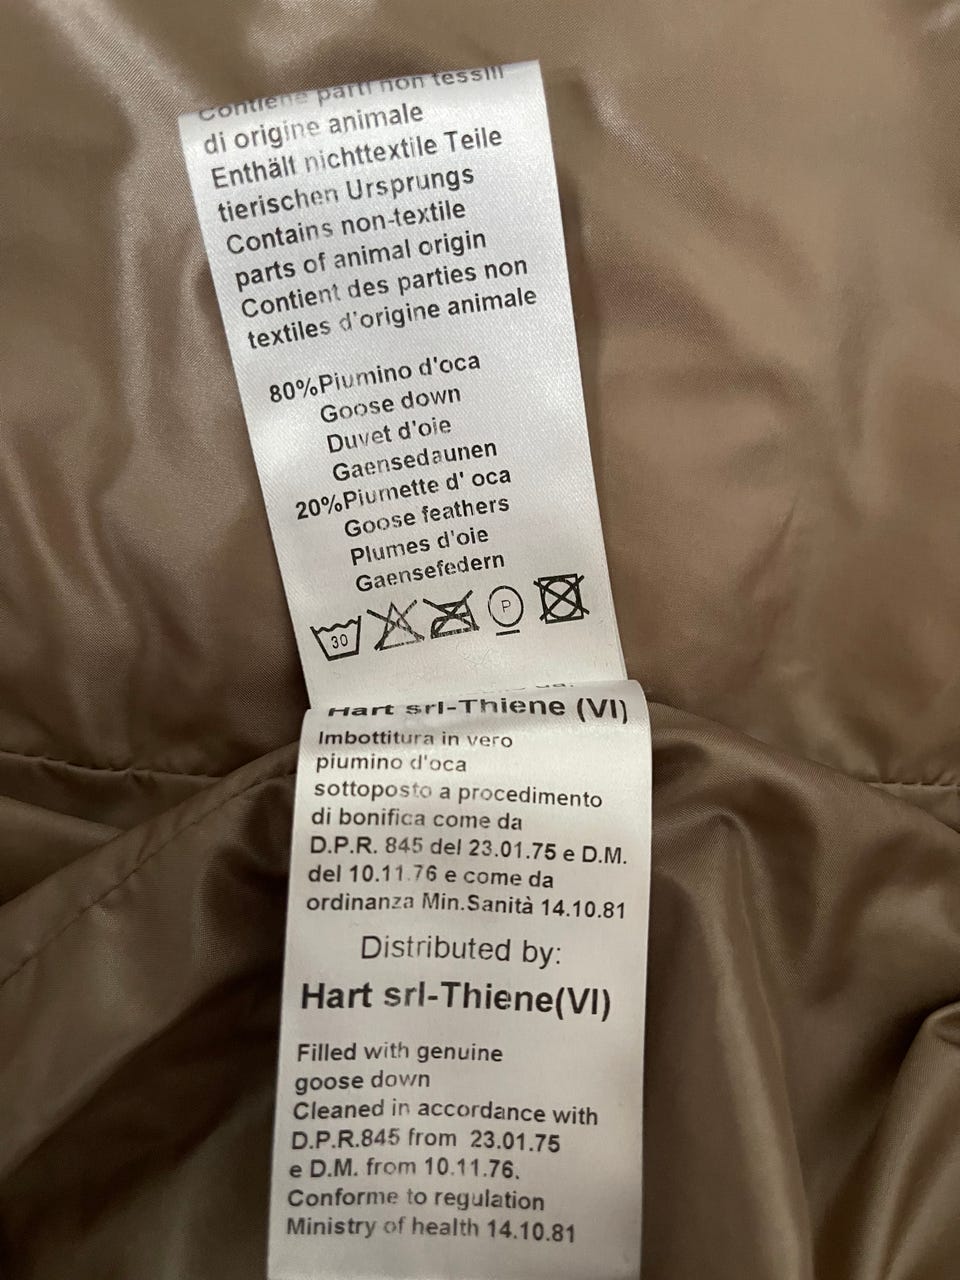 Contiene parti non tessili
di origine animale
Enthält nichttextile Teile
tierischen Ursprungs
Contains non-textile
parts of animal origin
Contient des parties non
textiles d'origine animale
80%Piumino d'oca
Goose down
Duvet d'oie
Gaensedaunen
20%Piumette d' oca
Goose feathers
Plumes d'oie
Gaensefedern
30 P
Hart srl-Thiene (VI)
Imbottitura in vero
piumino d'oca
sottoposto a procedimento
di bonifica come da
D.P.R. 845 del 23.01.75 e D.M.
del 10.11.76 e come da
ordinanza Min.Sanità 14.10.81
Distributed by:
Hart srl-Thiene(VI)
Filled with genuine
goose down
Cleaned in accordance with
D.P.R.845 from 23.01.75
e D.M. from 10.11.76.
Conforme to regulation
Ministry of health 14.10.81